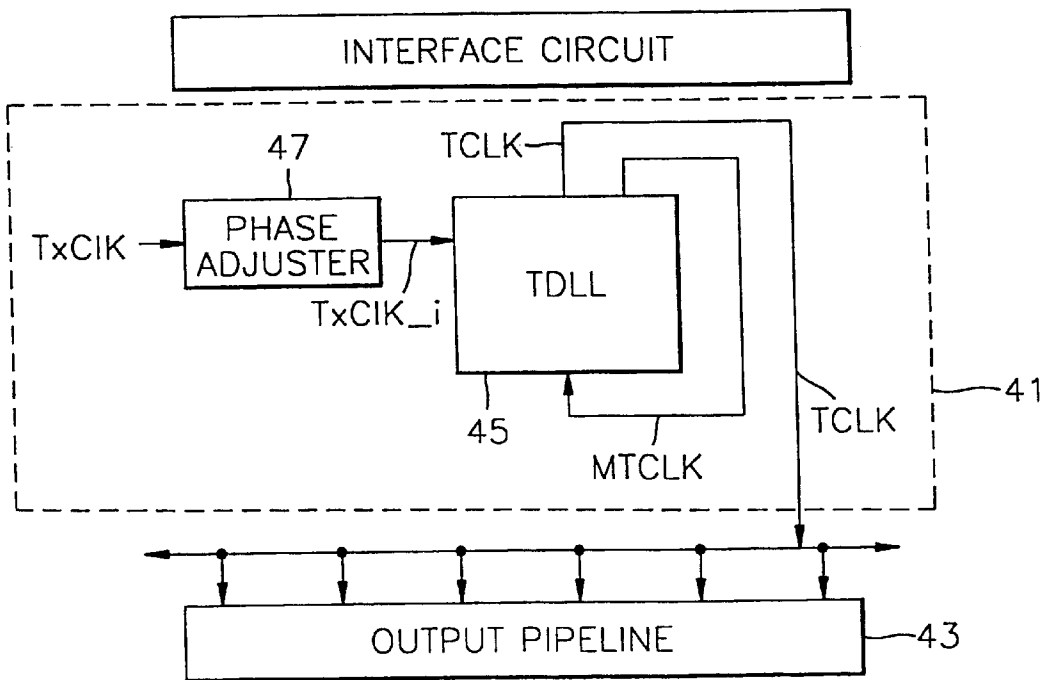 INTERFACE CIRCUIT
TCLK
47
PHASE
ADJUSTER
TxClK
TxClK_i
TDLL
45
MTCLK
TCLK
41
OUTPUT PIPELINE
43